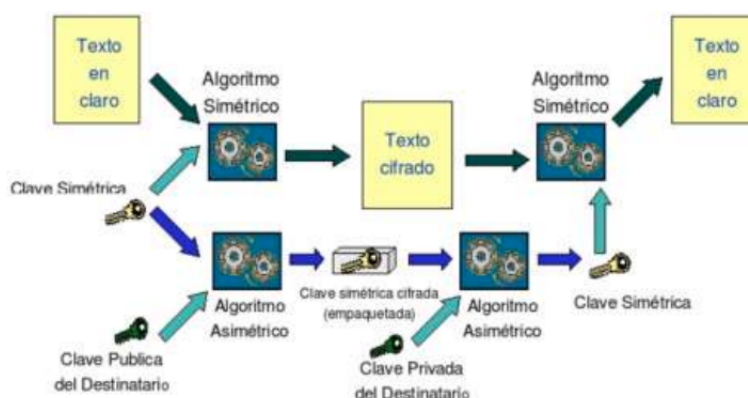 Texto
en
claro
Algoritmo
Simétrico
Texto
cifrado
Algoritmo
Simétrico
Texto
en
claro
Clave Simétrica
Algoritmo
Asimétrico
Clave simétrica cifrada
(empaquetada)
Algoritmo
Asimétrico
Clave Simétrica
Clave Publica
del Destinatario
Clave Privada
del Destinatario